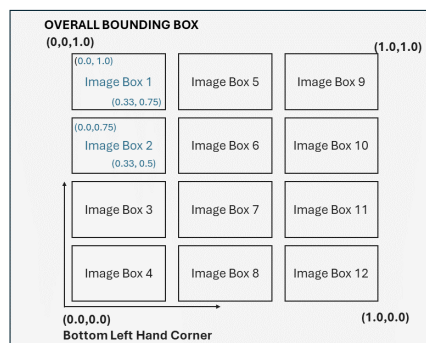 OVERALL BOUNDING BOX
(0,0,1.0)
(1.0,1.0)
(0.0, 1.0)
Image Box 1
(0.33, 0.75)
Image Box 5
Image Box 9
(0.0,0.75)
Image Box 2
(0.33, 0.5)
Image Box 6
Image Box 10
Image Box 3
Image Box 7
Image Box 11
Image Box 4
Image Box 8
Image Box 12
(0.0,0.0)
(1.0,0.0)
Bottom Left Hand Corner